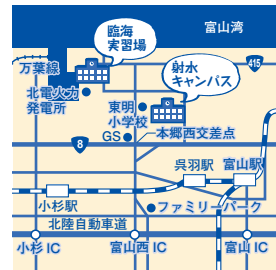 富山湾
臨海
実習場
万葉線
415
射水
キャンパス
北電火力
発電所
東明
小学校
GS
本郷西交差点
8
呉羽駅
富山駅
小杉駅
ファミリーパーク
北陸自動車道
小杉 IC
富山西 IC
富山 IC